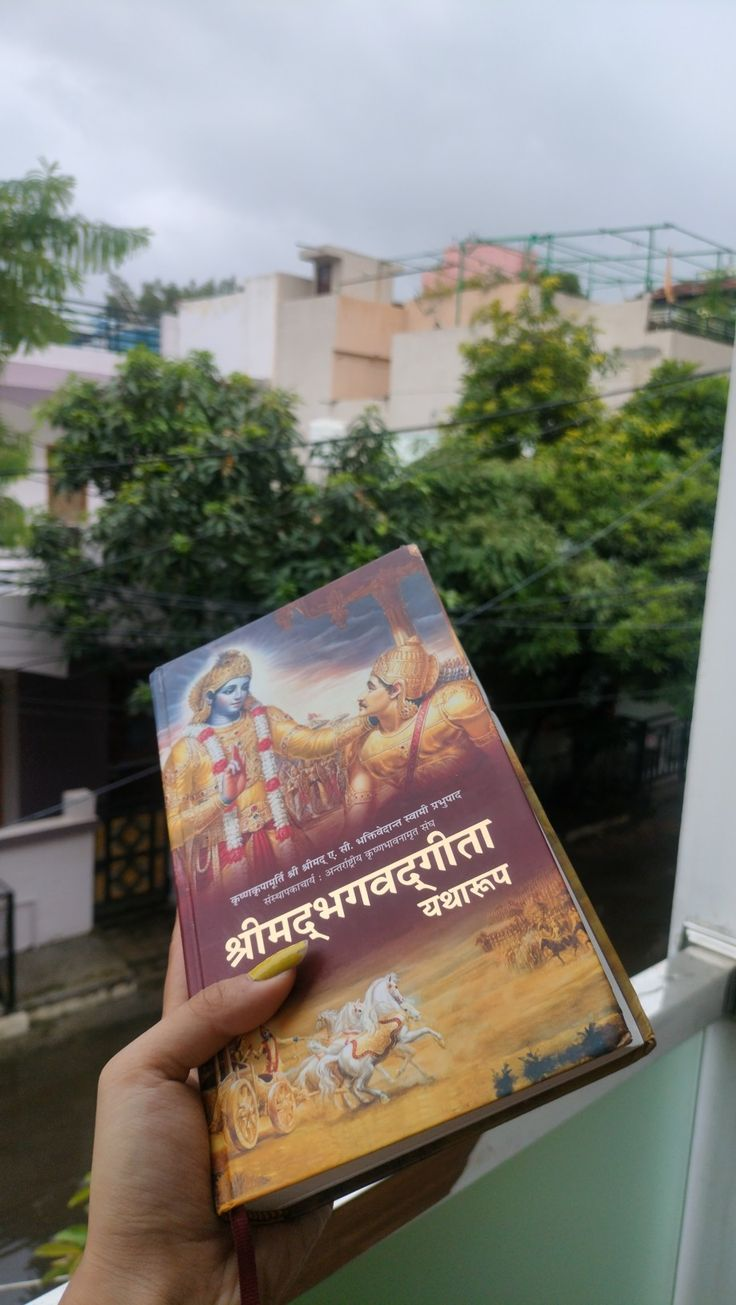 कृष्णकृपामूर्ति श्री श्रीमद् ए. सी. भक्तिवेदान्त स्वामी प्रभुपाद
संस्थापकाचार्य : अन्तर्राष्ट्रीय कृष्णभावनामृत संघ
श्रीमद्‌भगवद्‌गीता
यथारूप